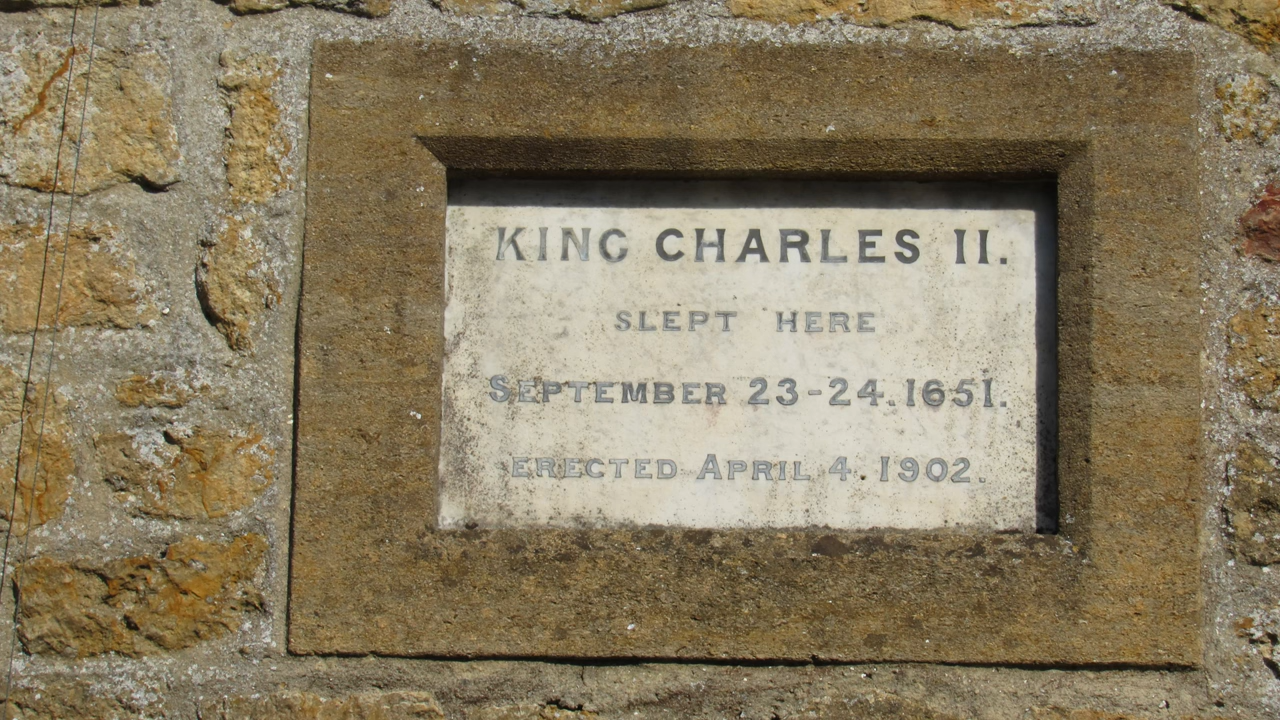 KING CHARLES II.
SLEPT HERE
SEPTEMBER 23-24.1651.
ERECTED APRIL 4. 1902.